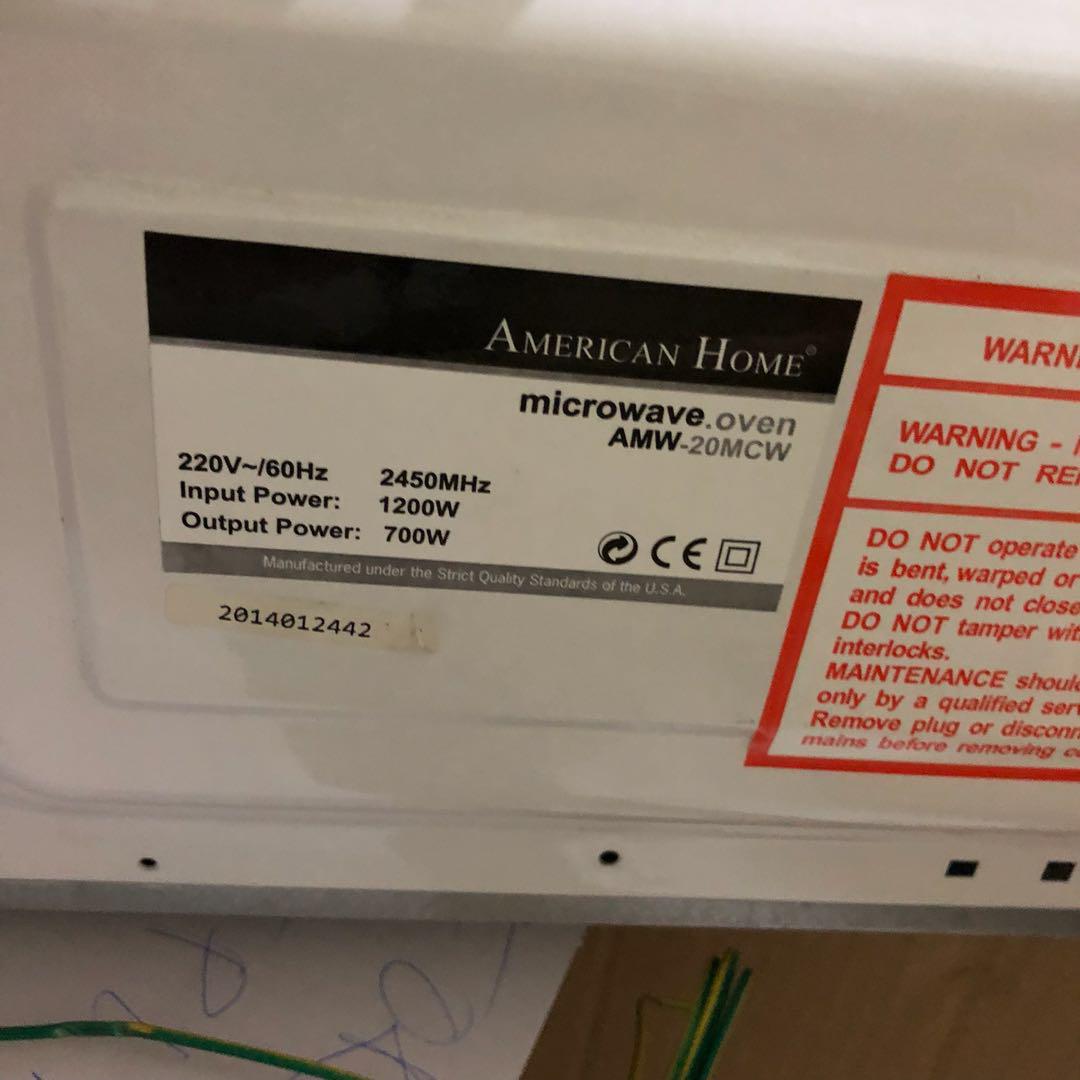 AMERICAN HOME®
microwave.oven
AMW-20MCW
220V~/60Hz 2450MHz
Input Power: 1200W
Output Power: 700W
CE
Manufactured under the Strict Quality Standards of the U.S.A.
2014012442
WARNING -
DO NOT
DO NOT operate
is bent, warped or
and does not close
DO NOT tamper
interlocks.
MAINTENANCE
only by a qualified
Remove plug or
mains before removing